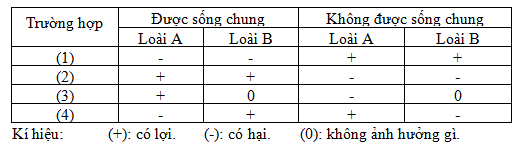 Trường hợp Được sống chung Không được sống chung
Loài A Loài B Loài A Loài B
(1) - - + +
(2) + + - -
(3) + 0 - 0
(4) - + + -
Kí hiệu: (+): có lợi. (-): có hại. (0): không ảnh hưởng gì.